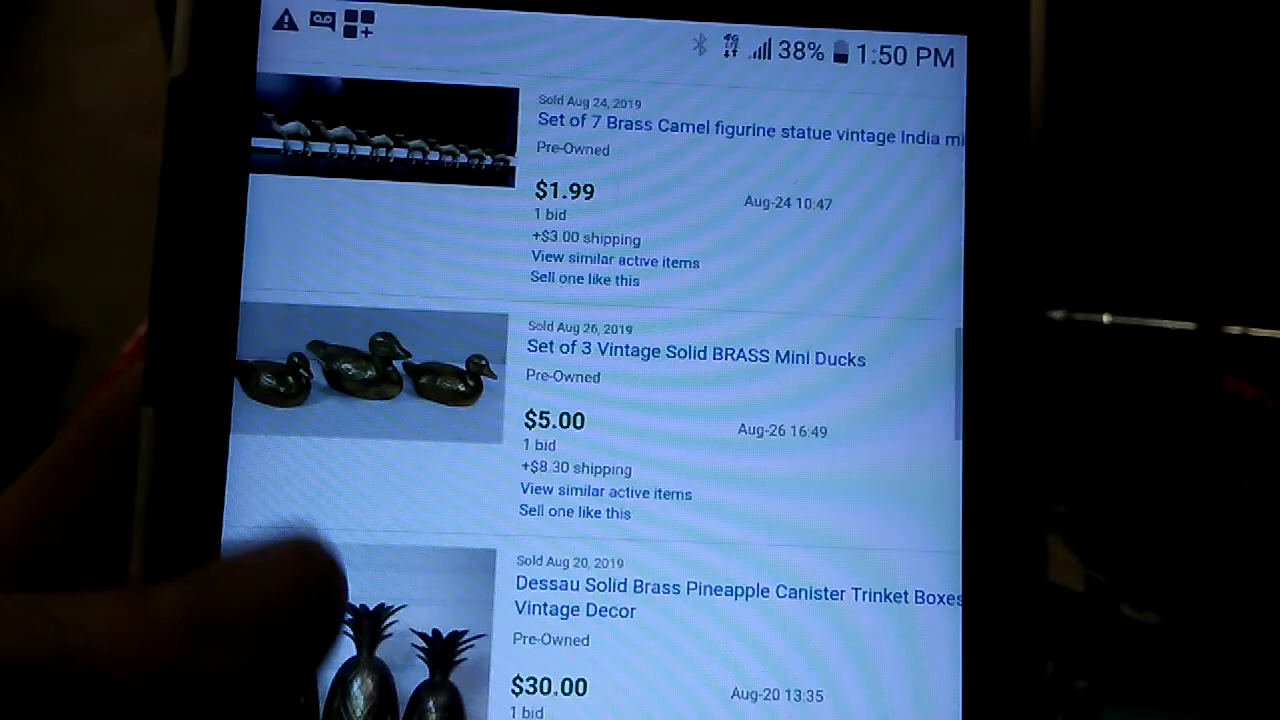 38% 1:50 PM
Sold Aug 24, 2019
Set of 7 Brass Camel figurine statue vintage India mi
Pre-Owned
$1.99
Aug-24 10:47
1 bid
+$3.00 shipping
View similar active items
Sell one like this
Sold Aug 26, 2019
Set of 3 Vintage Solid BRASS Mini Ducks
Pre-Owned
$5.00
Aug-26 16:49
1 bid
+$8.30 shipping
View similar active items
Sell one like this
Sold Aug 20, 2019
Dessau Solid Brass Pineapple Canister Trinket Boxes
Vintage Decor
Pre-Owned
$30.00
Aug-20 13:35
1 bid